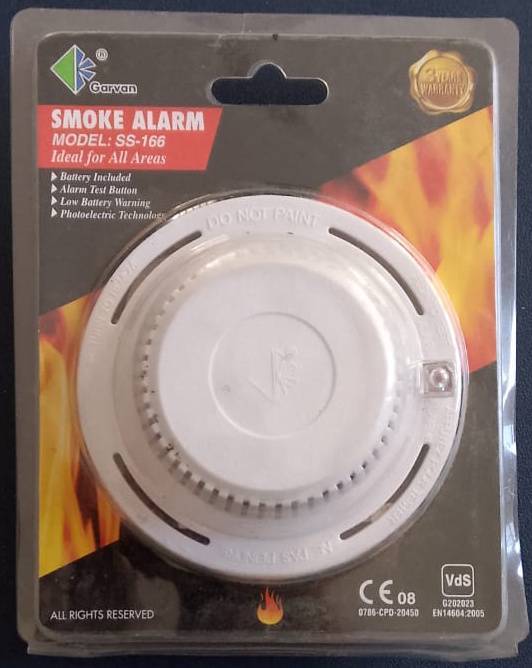 ®
Garvan
3 YEARS
WARRANTY
SMOKE ALARM
MODEL: SS-166
Ideal for All Areas
Battery Included
Alarm Test Button
Low Battery Warning
Photoelectric Technology
DO NOT PAINT
ALL RIGHTS RESERVED
CE 08
0786-CPD-20450
VdS
G202023
EN14604:2005